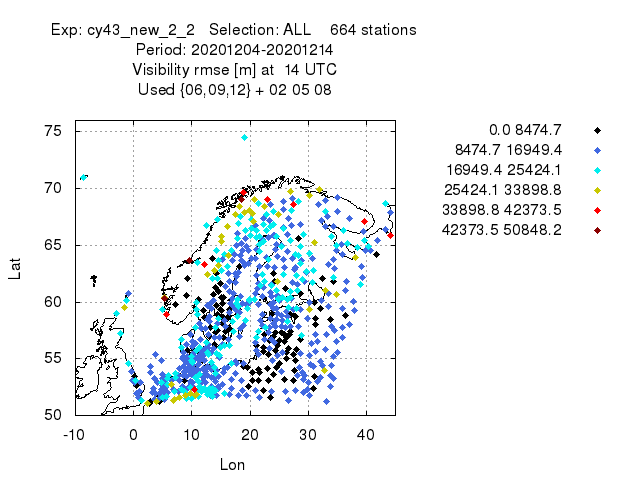 Exp: cy43_new_2_2 Selection: ALL 664 stations
Period: 20201204-20201214
Visibility rmse [m] at 14 UTC
Used {06,09,12} + 02 05 08
0.0 8474.7
8474.7 16949.4
16949.4 25424.1
25424.1 33898.8
33898.8 42373.5
42373.5 50848.2
75
70
65
60
55
50
Lat
-10 0 10 20 30 40
Lon